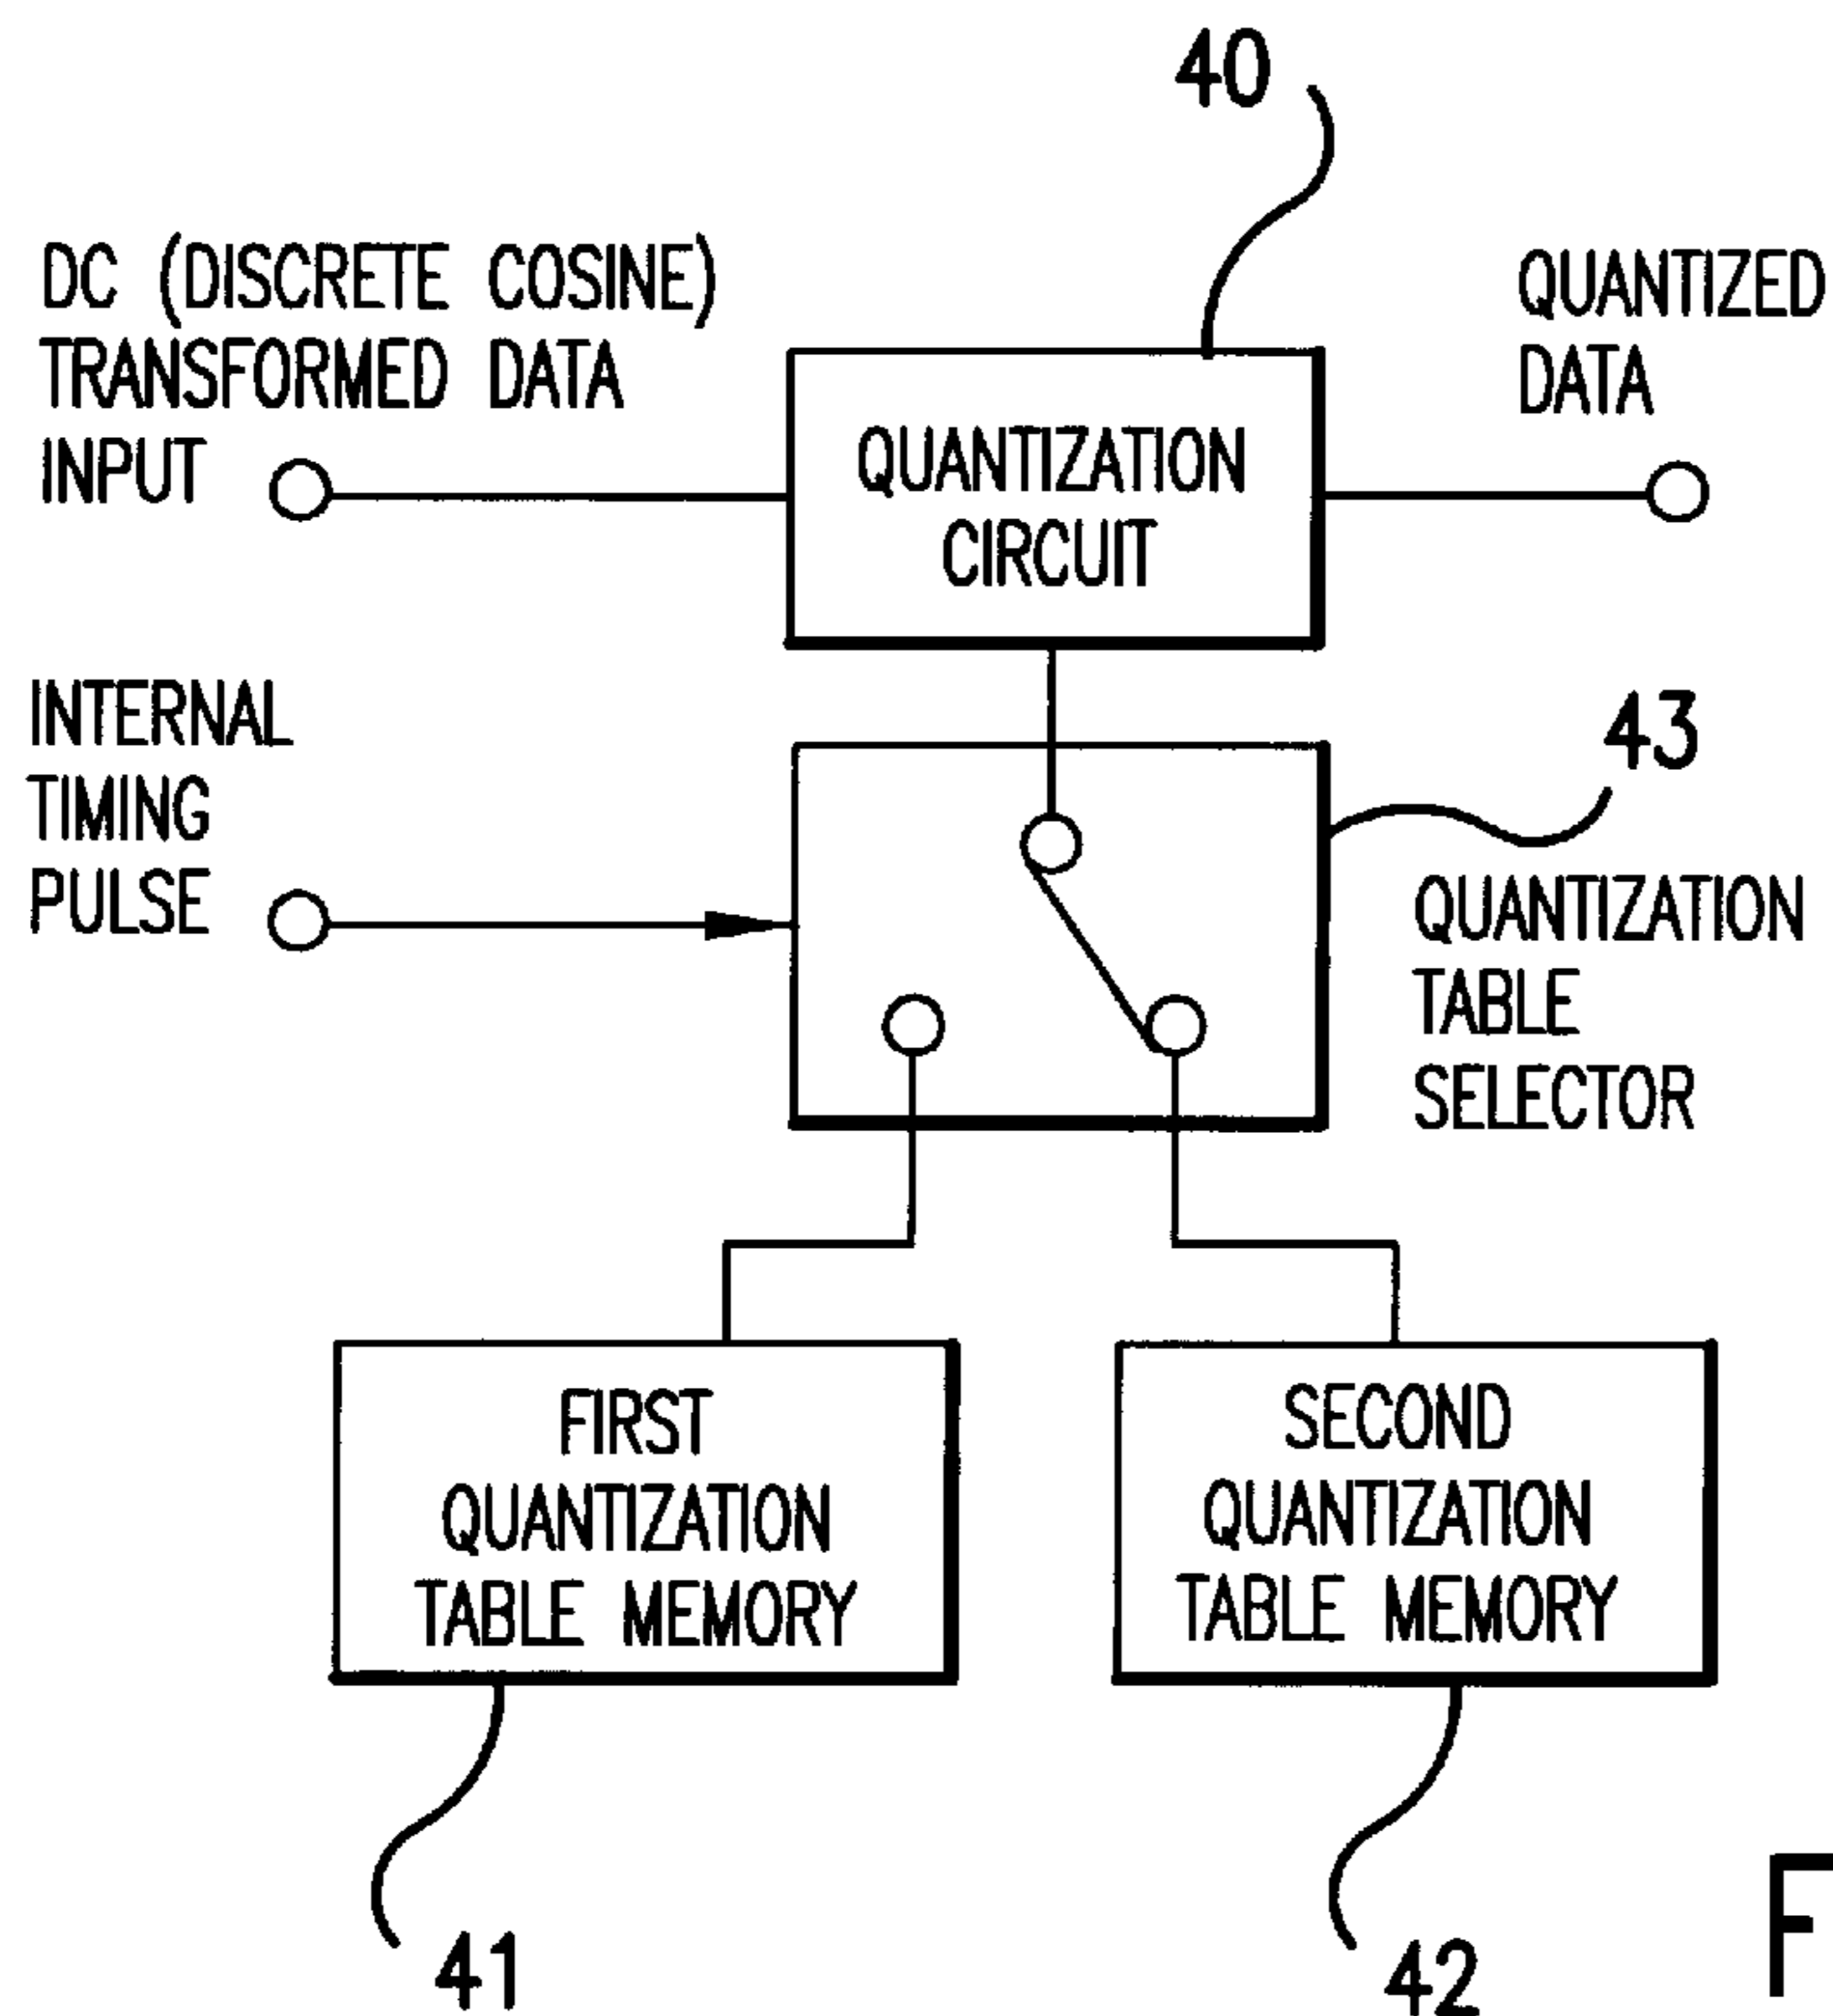 40
DC (DISCRETE COSINE)
TRANSFORMED DATA
INPUT
QUANTIZED
DATA
QUANTIZATION
CIRCUIT
INTERNAL
TIMING
PULSE
43
QUANTIZATION
TABLE
SELECTOR
FIRST
QUANTIZATION
TABLE MEMORY
SECOND
QUANTIZATION
TABLE MEMORY
41
42
F